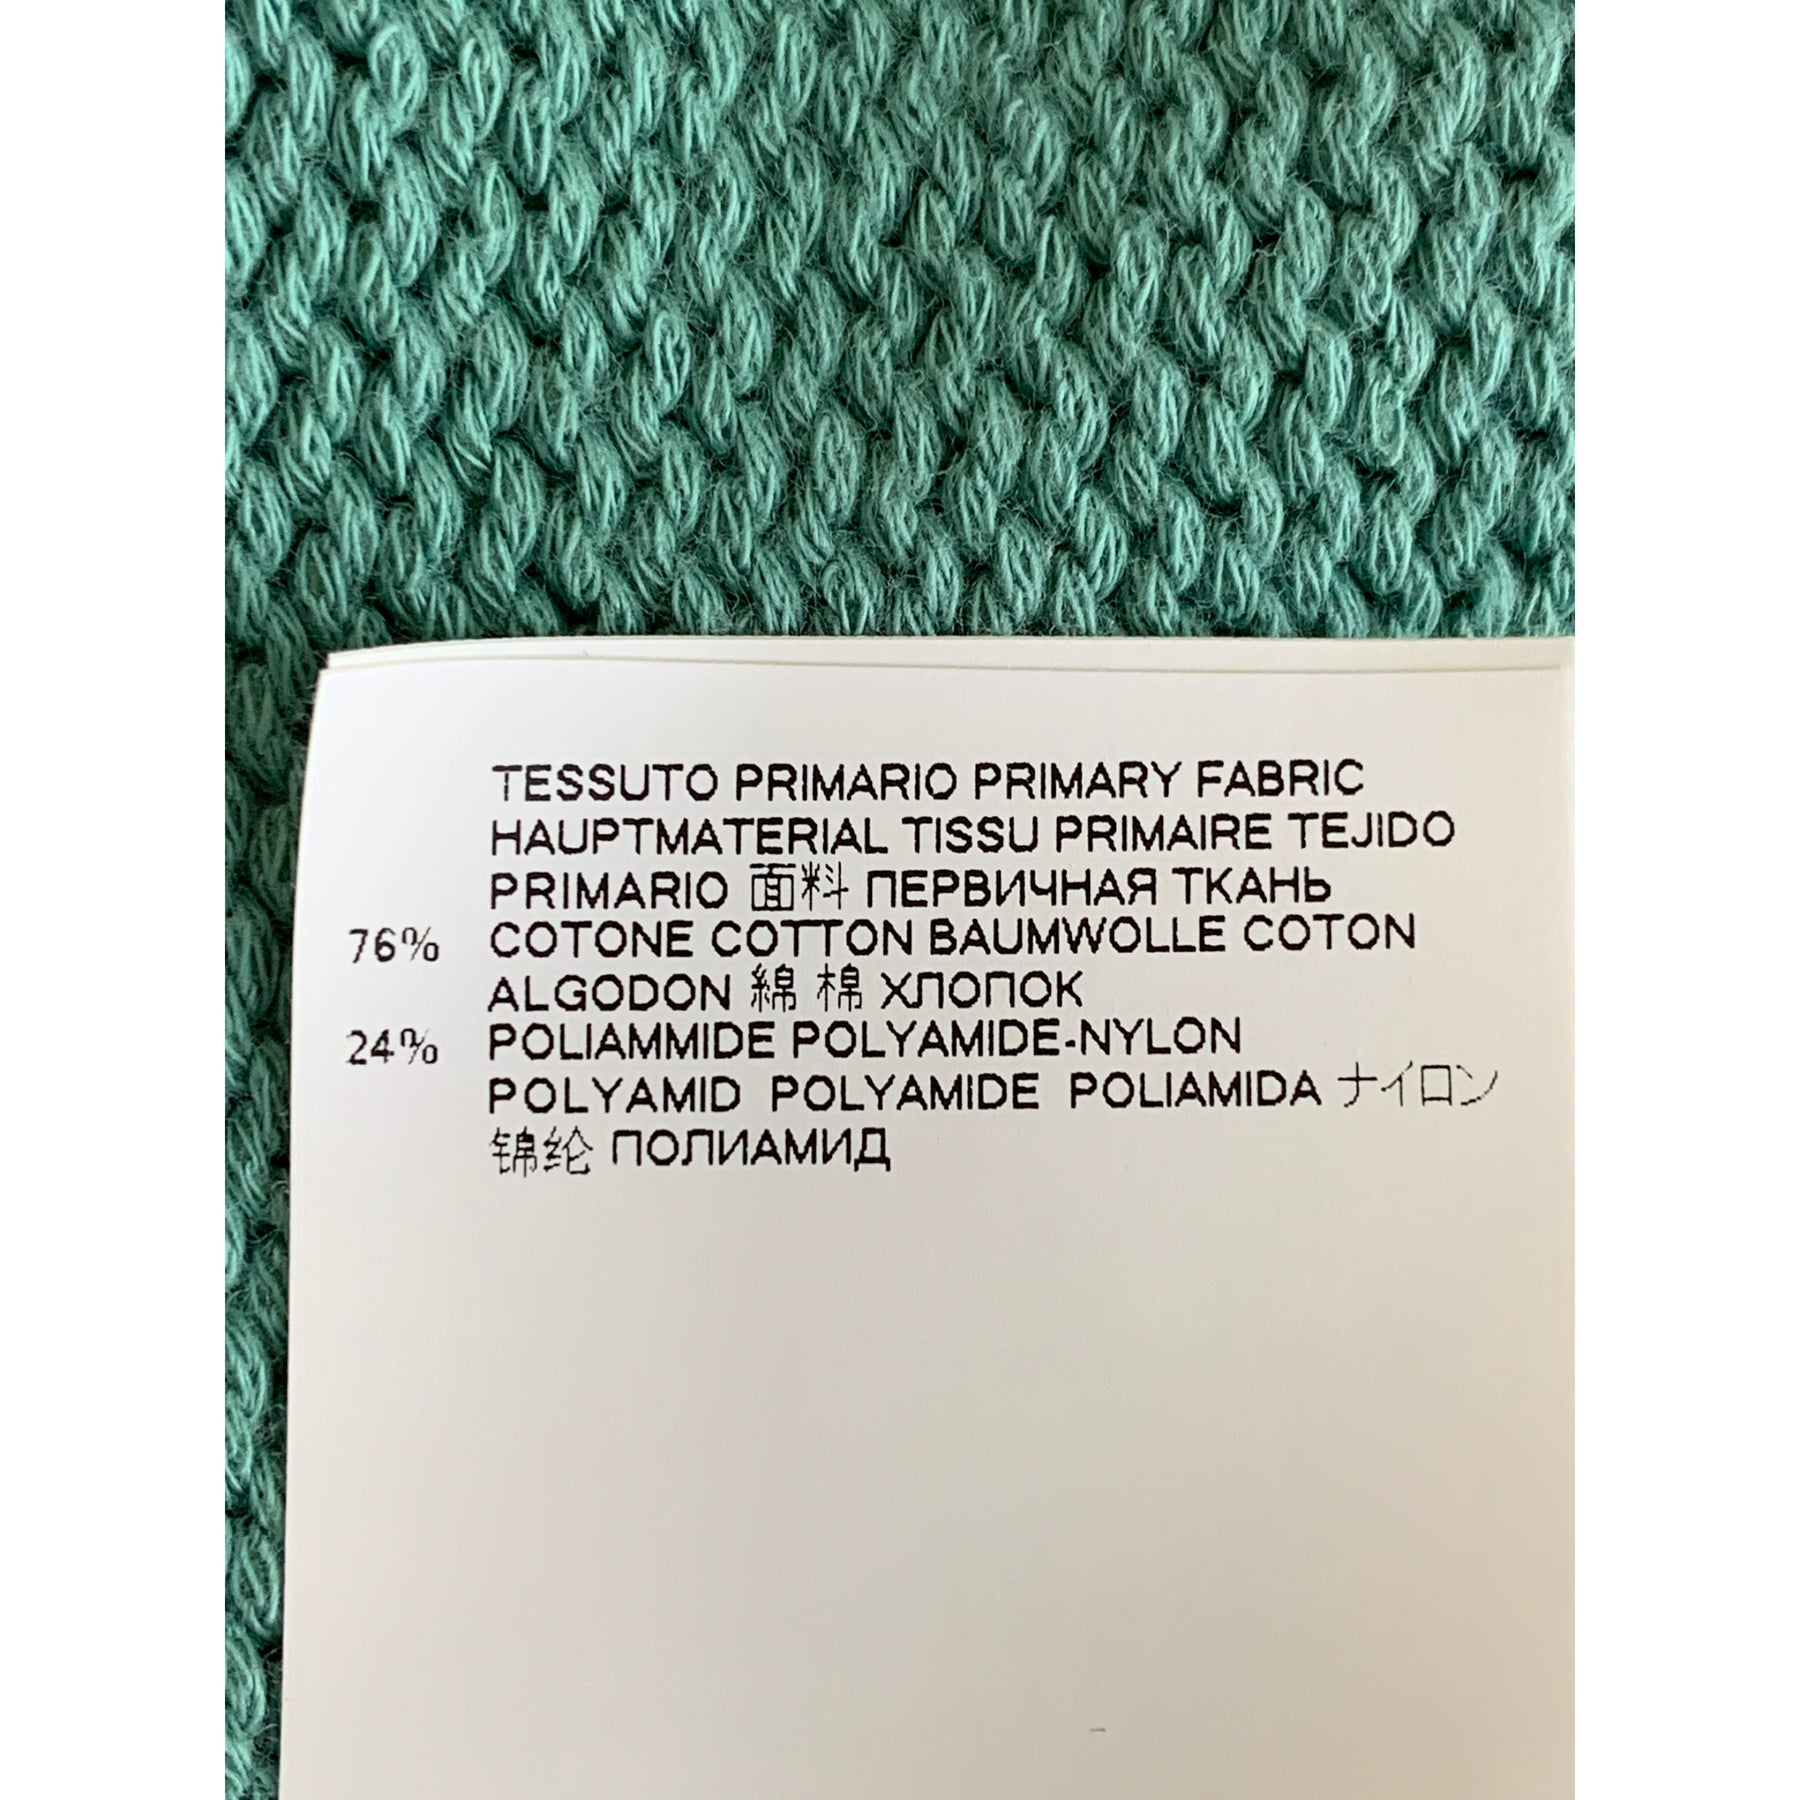 TESSUTO PRIMARIO PRIMARY FABRIC
HAUPTMATERIAL TISSU PRIMAIRE TEJIDO
PRIMARIO 面料 ПЕРВИЧНАЯ ТКАНЬ
76% COTONE COTTON BAUMWOLLE COTON
ALGODON 綿 棉 ХЛОПОК
24% POLIAMMIDE POLYAMIDE-NYLON
POLYAMID POLYAMIDE POLIAMIDA ナイロン
锦纶 ПОЛИАМИД